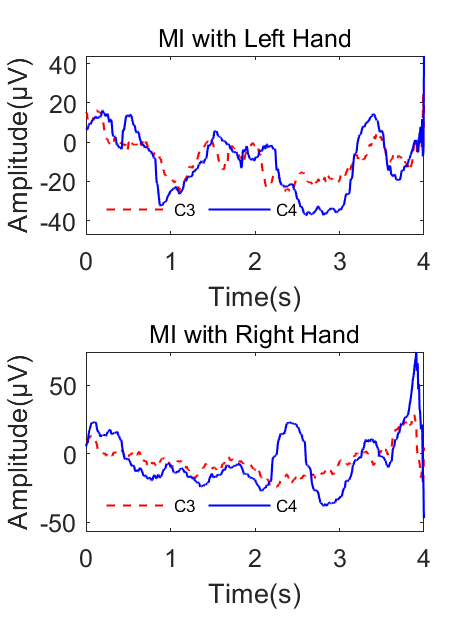 MI with Left Hand
40
20
0
-20
-40
Amplitude(μV)
C3 C4
0 1 2 3 4
Time(s)
MI with Right Hand
50
0
-50
Amplitude(μV)
C3 C4
0 1 2 3 4
Time(s)